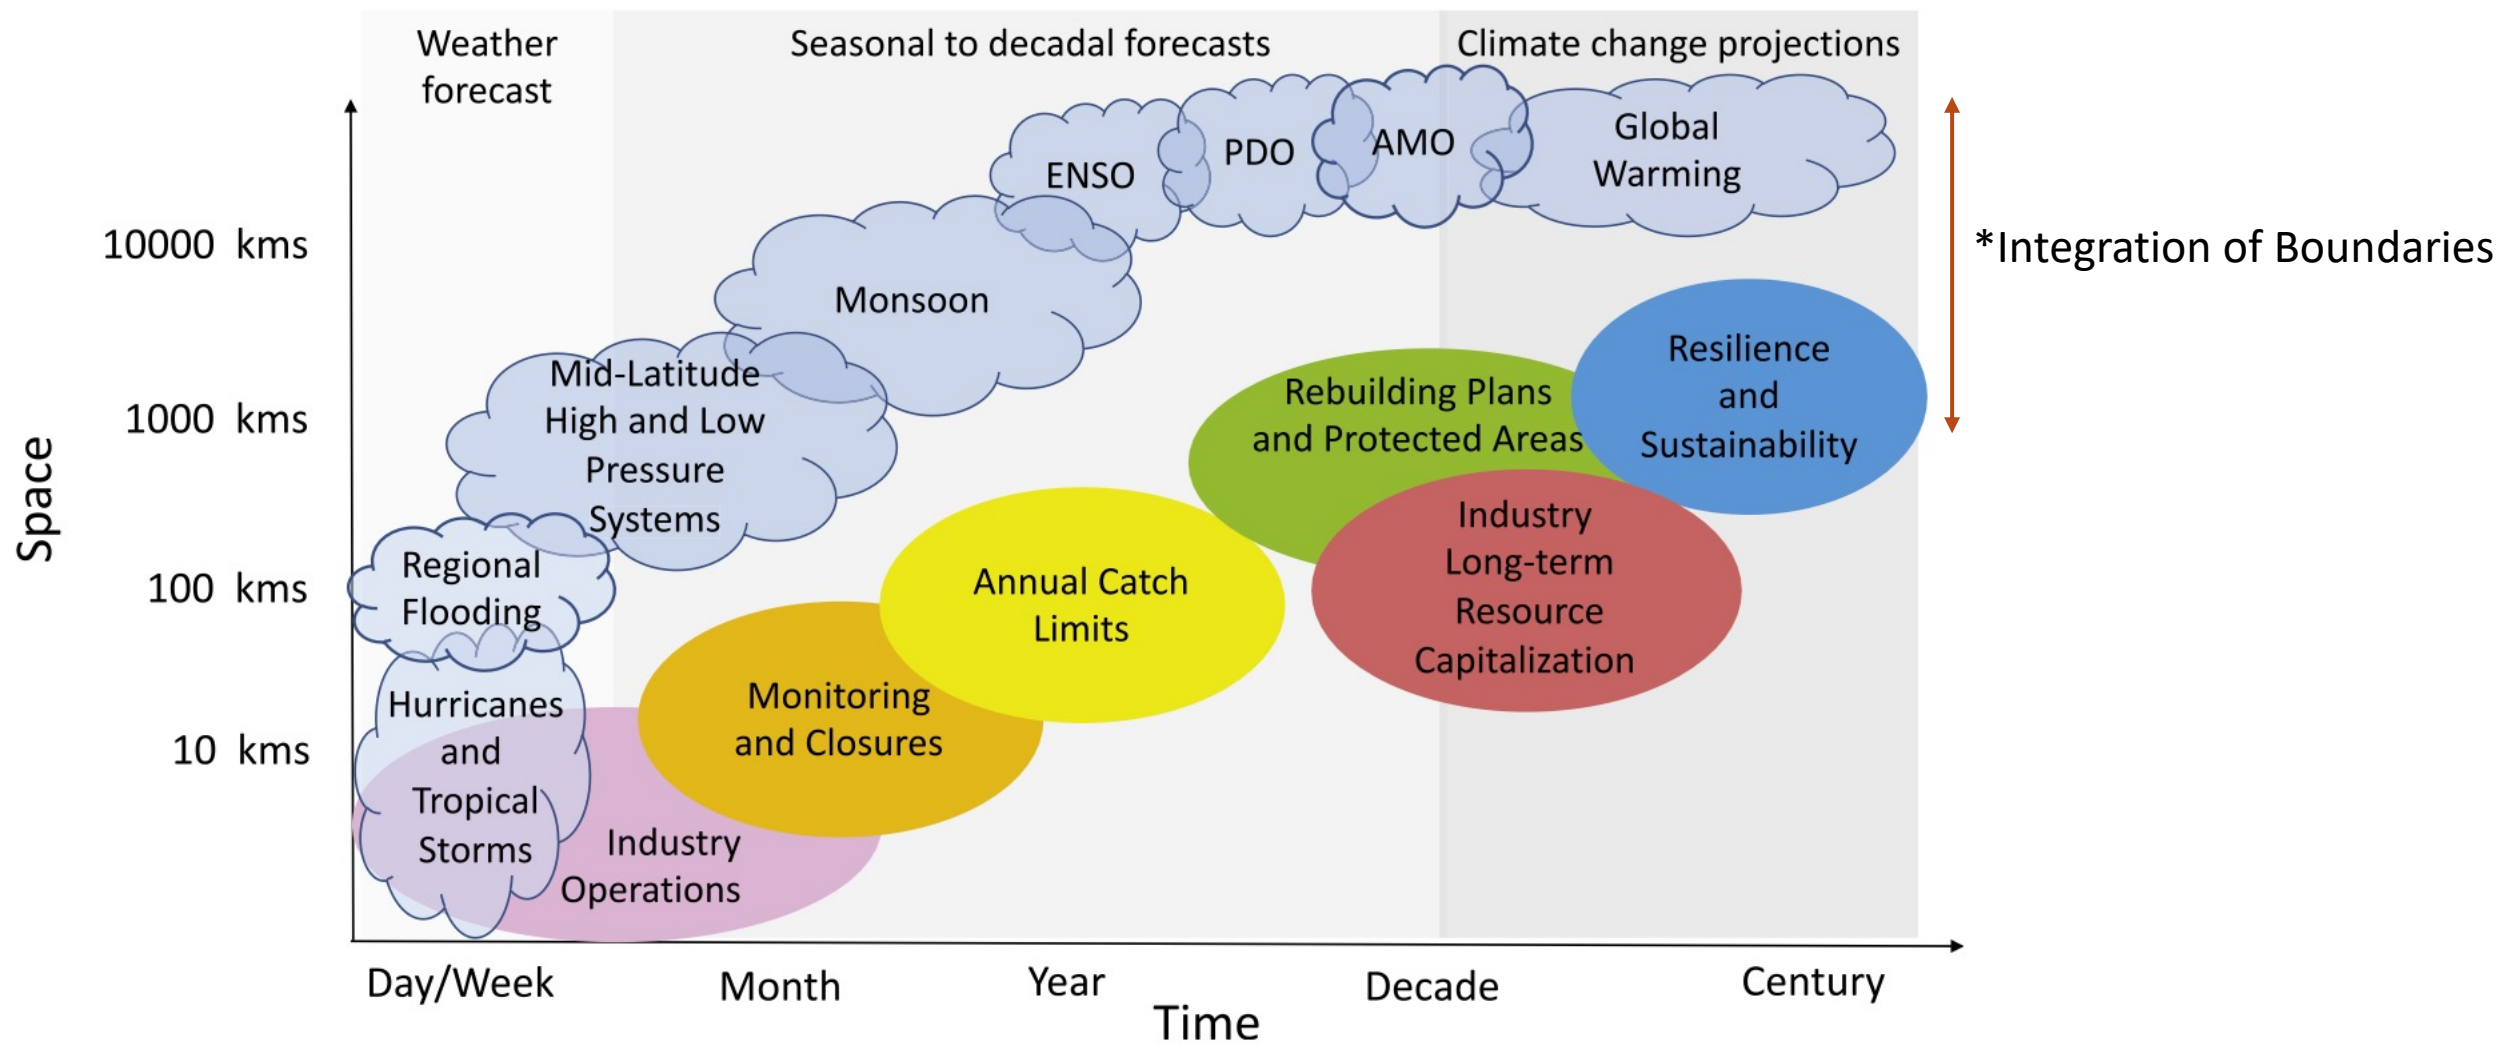 Weather
forecast
Seasonal to decadal forecasts
Climate change projections
Global
Warming
AMO
PDO
ENSO
10000 kms
*Integration of Boundaries
Monsoon
Resilience
and
Sustainability
Mid-Latitude
High and Low
Pressure
Systems
Rebuilding Plans
and Protected Areas
1000 kms
Space
Industry
Long-term
Resource
Capitalization
Regional
Flooding
100 kms
Annual Catch
Limits
Monitoring
and Closures
Hurricanes
and
Tropical
Storms
10 kms
Industry
Operations
Day/Week
Month
Year
Decade
Century
Time